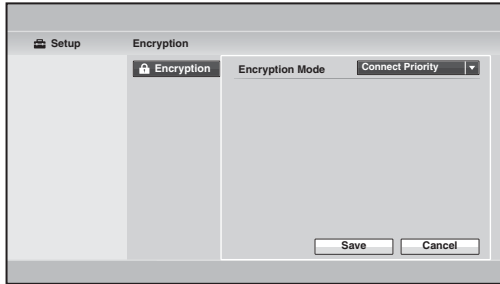 Setup
Encryption
Encryption
Encryption Mode
Connect Priority
Save
Cancel